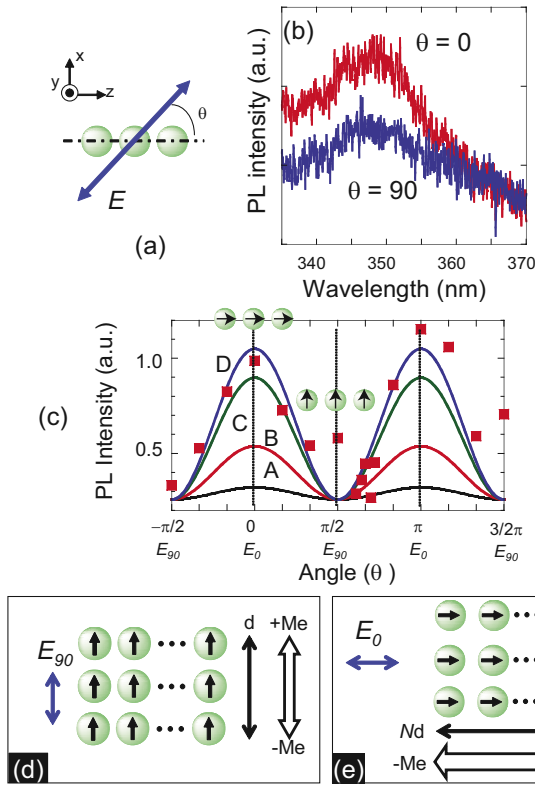 x
y
z
θ
E
(a)
(b)
θ = 0
θ = 90
PL intensity (a.u.)
340
350
360
370
Wavelength (nm)
(c)
PL Intensity (a.u.)
1.0
0.5
D
C
B
A
−π/2
0
π/2
π
3/2π
E90
E0
E90
E0
E90
Angle (θ )
E90
d
+Me
-Me
(d)
E0
Nd
-Me
(e)